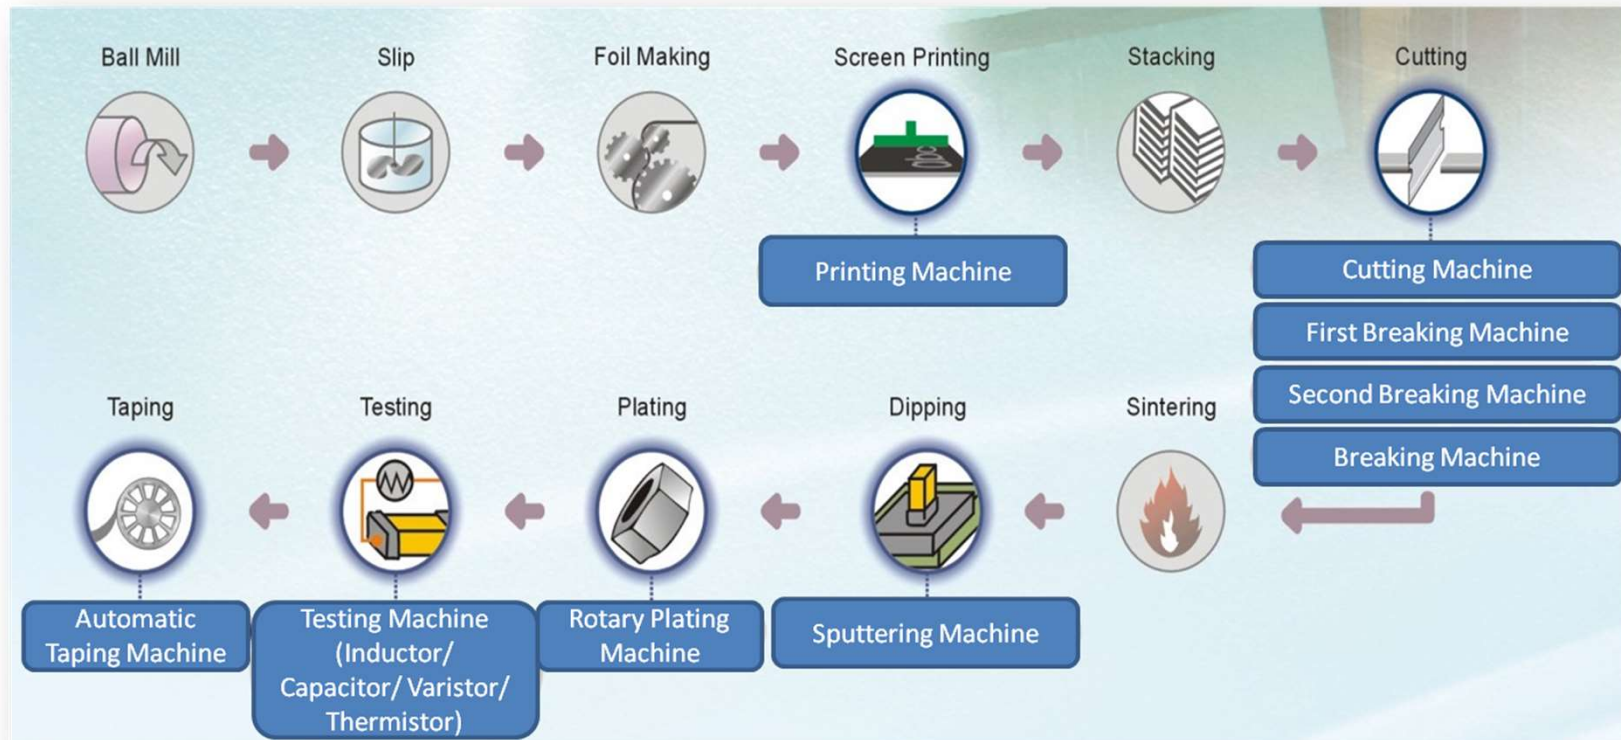 Ball Mill
Slip
Foil Making
Screen Printing
Stacking
Cutting
abc
Printing Machine
Cutting Machine
First Breaking Machine
Second Breaking Machine
Breaking Machine
Taping
Testing
Plating
Dipping
Sintering
Automatic
Taping Machine
Testing Machine
(Inductor/
Capacitor/ Varistor/
Thermistor)
Rotary Plating
Machine
Sputtering Machine